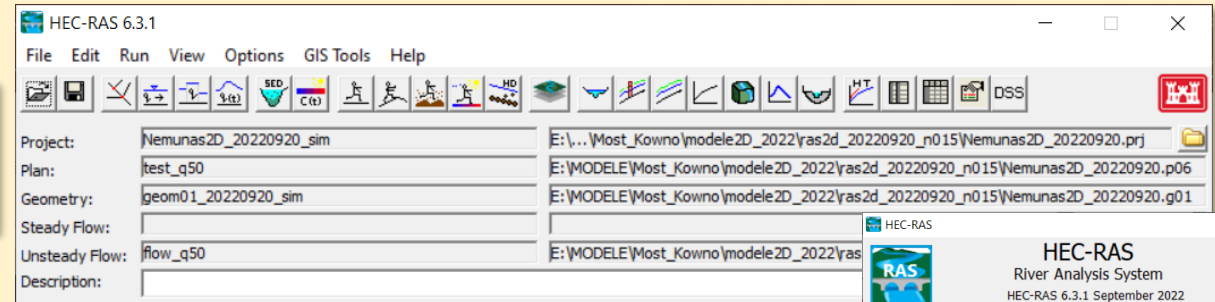 HEC-RAS 6.3.1
File Edit Run View Options GIS Tools Help
SED C(t) HD HT DSS
Project: Nemunas2D_20220920_sim E:\...\Most_Kowno\modele2D_2022\ras2d_20220920_n015\Nemunas2D_20220920.prj
Plan: test_q50 E:\MODELE\Most_Kowno\modele2D_2022\ras2d_20220920_n015\Nemunas2D_20220920.p06
Geometry: geom01_20220920_sim E:\MODELE\Most_Kowno\modele2D_2022\ras2d_20220920_n015\Nemunas2D_20220920.g01
Steady Flow:
HEC-RAS
Unsteady Flow: flow_q50 E:\MODELE\Most_Kowno\modele2D_2022\ras
Description:
HEC-RAS
RAS
River Analysis System
HEC-RAS 6.3.1 September 2022